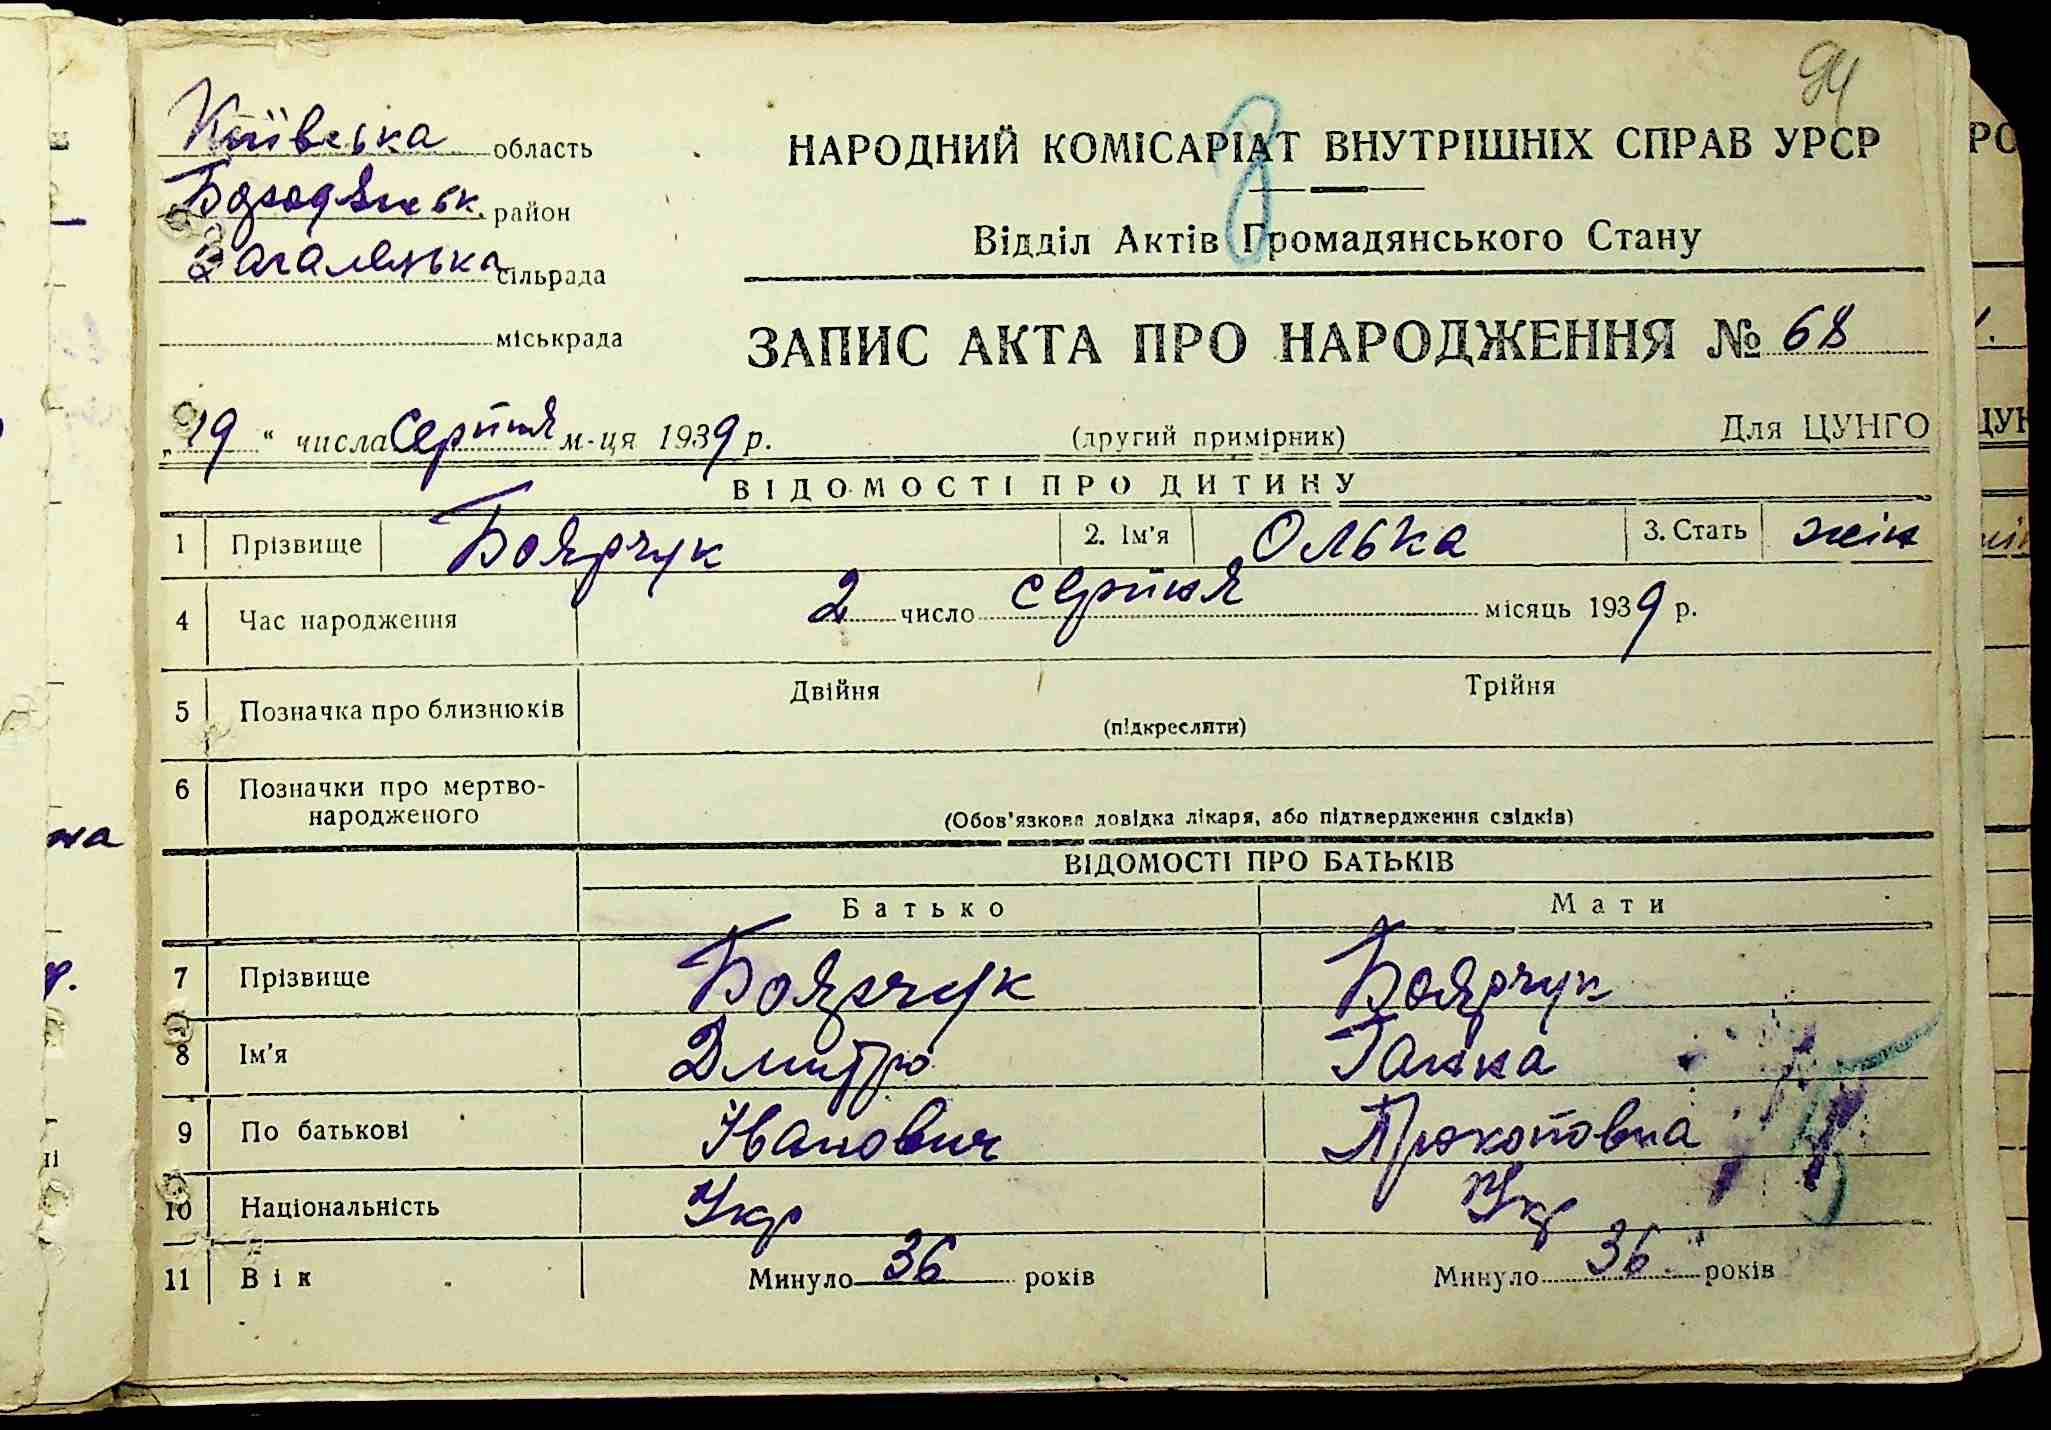 94
Київська область
НАРОДНИЙ КОМІСАРІАТ ВНУТРІШНІХ СПРАВ УРСР
Бородянськ. район
Відділ Актів Громадянського Стану
Загалецька сільрада
міськрада
ЗАПИС АКТА ПРО НАРОДЖЕННЯ № 68
„19“ числа серпня м-ця 1939 р. (другий примірник) Для ЦУНГО
ВІДОМОСТІ ПРО ДИТИНУ
1 Прізвище Боярчук 2. Ім'я Олька 3. Стать жін
4 Час народження 2 число серпня місяць 1939 р.
5 Позначка про близнюків Двійня Трійня
(підкреслити)
6 Позначки про мертво-
народженого (Обов'язкова довідка лікаря, або підтвердження свідків)
ВІДОМОСТІ ПРО БАТЬКІВ
Батько Мати
7 Прізвище Боярчук Боярчук
8 Ім'я Дмитро Ганна
9 По батькові Іванович Прокоповна
10 Національність Укр Укр
11 Вік Минуло 36 років Минуло 36 років